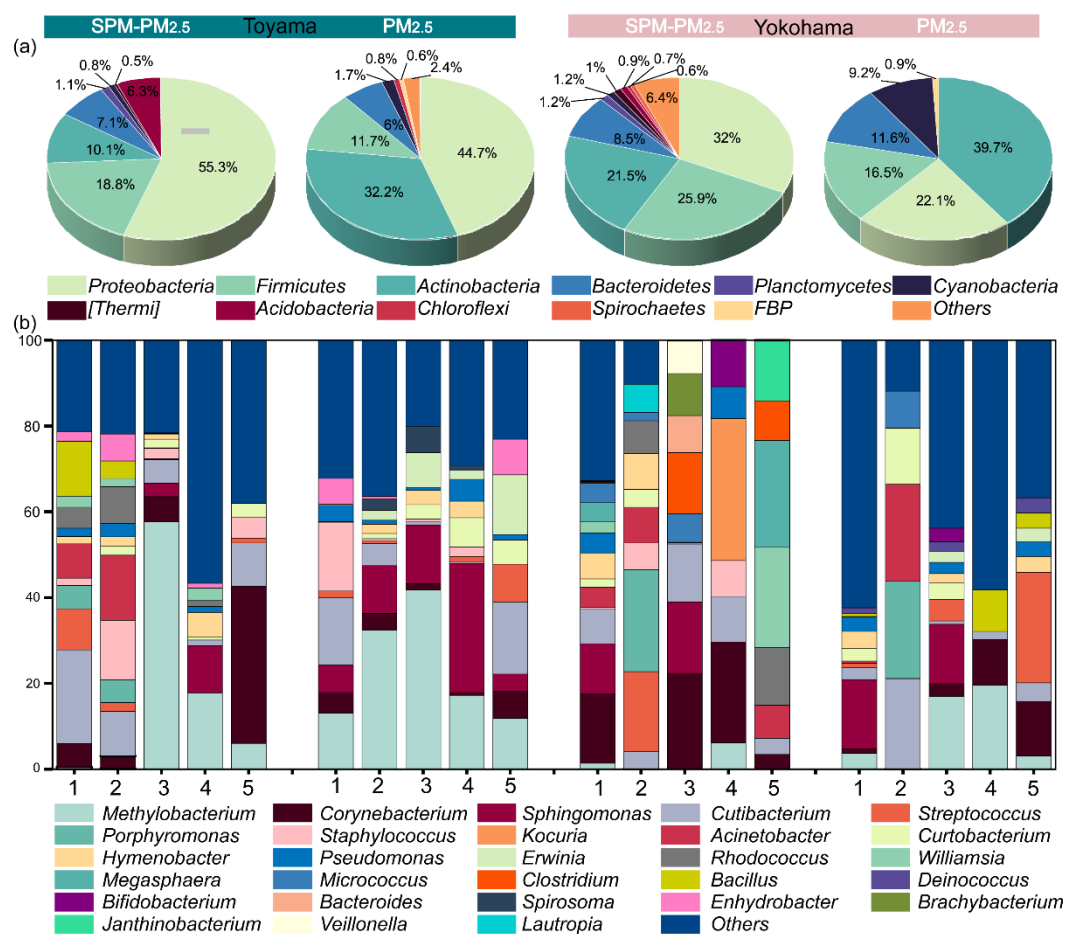 SPM-PM2.5 Toyama PM2.5 SPM-PM2.5 Yokohama PM2.5
(a)
0.8% 0.5% 1.1% 6.3% 7.1% 10.1% 18.8% 55.3%
0.8% 0.6% 1.7% 2.4% 6% 11.7% 32.2% 44.7%
1% 0.9% 0.7% 1.2% 0.6% 1.2% 6.4% 8.5% 21.5% 25.9% 32%
0.9% 9.2% 11.6% 16.5% 22.1% 39.7%
Proteobacteria Firmicutes Actinobacteria Bacteroidetes Planctomycetes Cyanobacteria
[Thermi] Acidobacteria Chloroflexi Spirochaetes FBP Others
(b)
100
80
60
40
20
0
1 2 3 4 5 1 2 3 4 5 1 2 3 4 5 1 2 3 4 5
Methylobacterium Corynebacterium Sphingomonas Cutibacterium Streptococcus
Porphyromonas Staphylococcus Kocuria Acinetobacter Curtobacterium
Hymenobacter Pseudomonas Erwinia Rhodococcus Williamsia
Megasphaera Micrococcus Clostridium Bacillus Deinococcus
Bifidobacterium Bacteroides Spirosoma Enhydrobacter Brachybacterium
Janthinobacterium Veillonella Lautropia Others